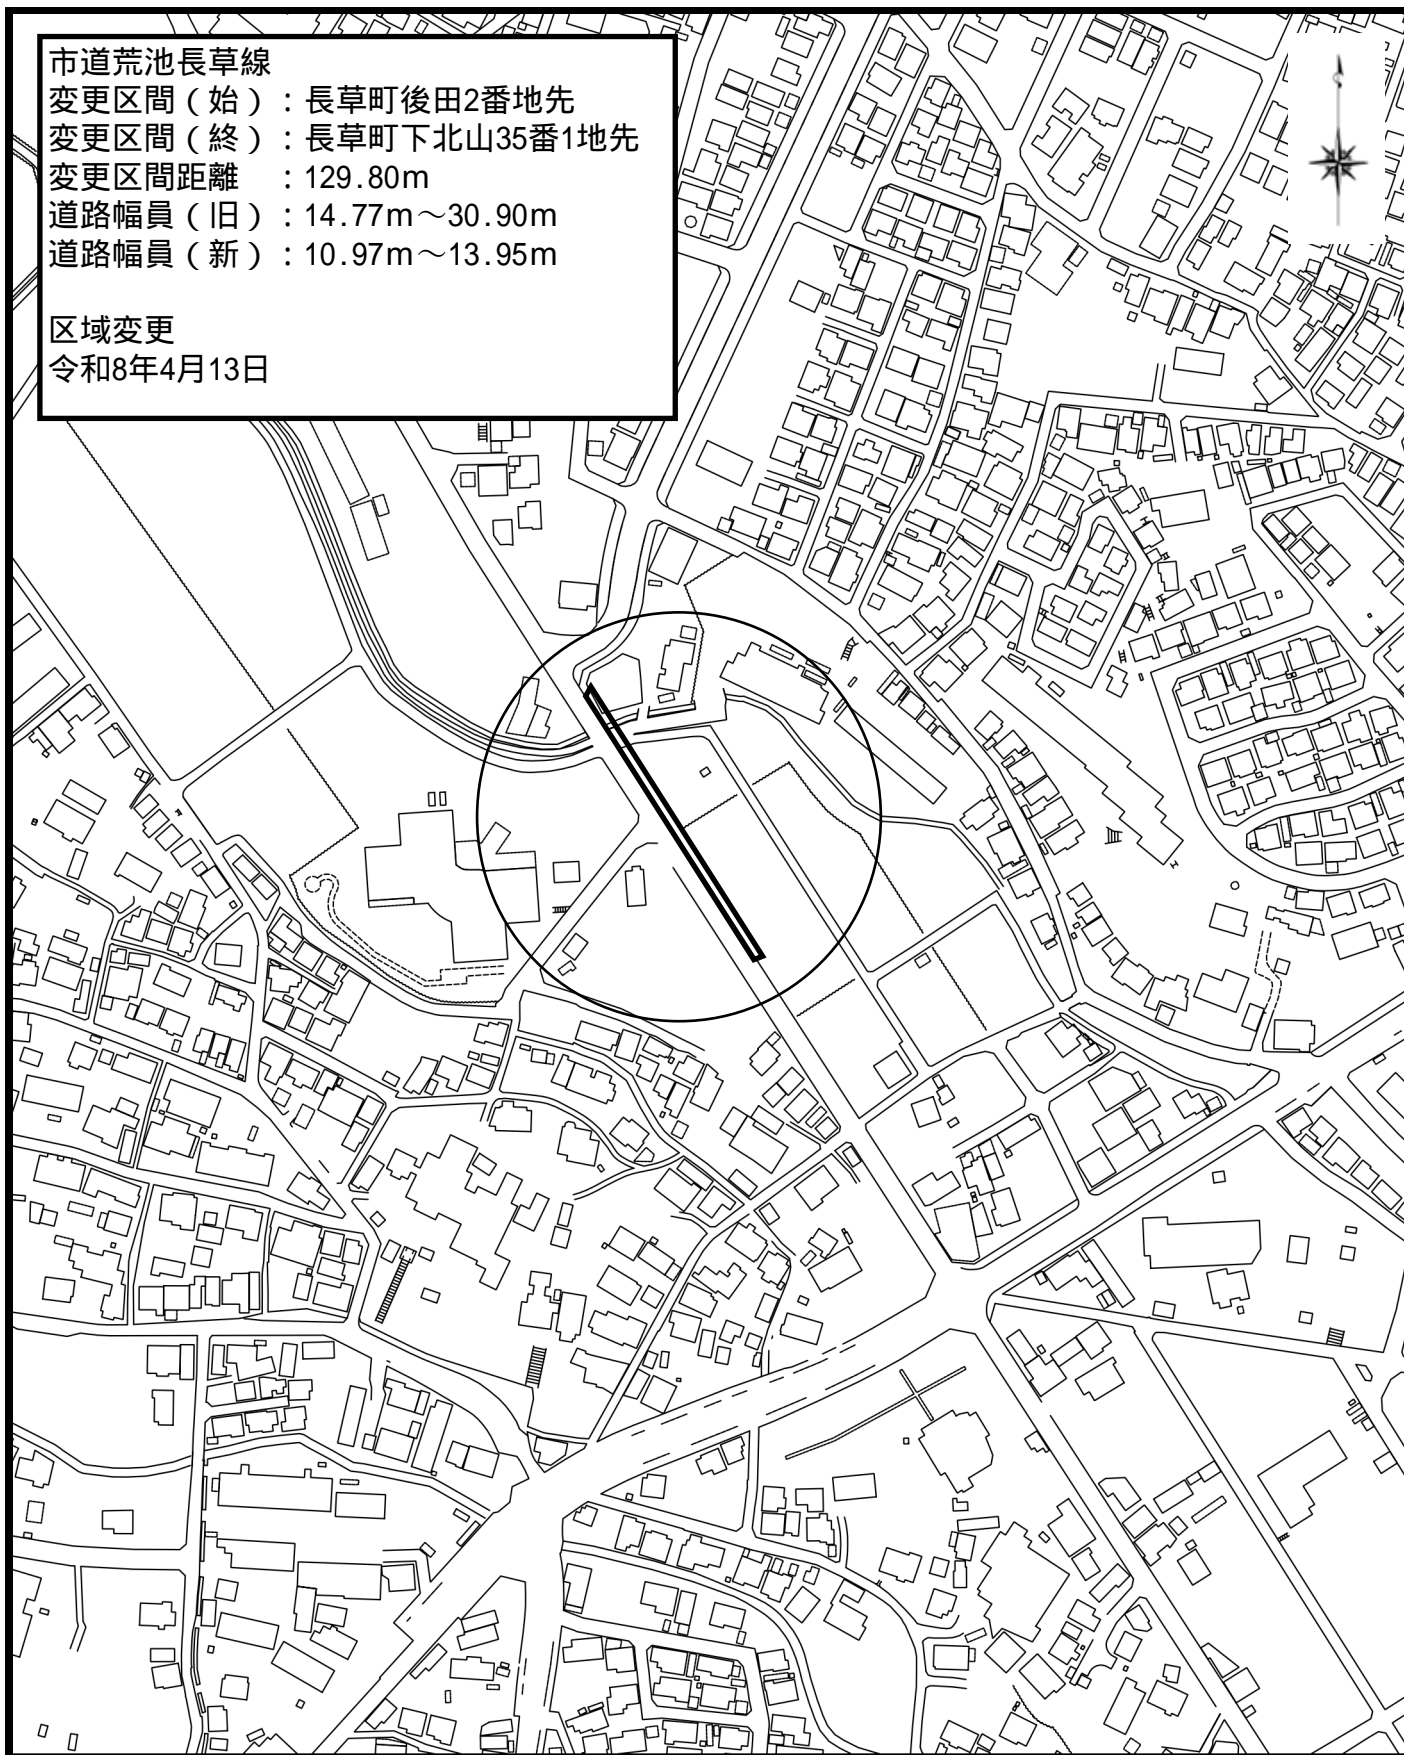 市道荒池長草線
変更区間(始):長草町後田2番地先
変更区間(終):長草町下北山35番1地先
変更区間距離 :129.80m
道路幅員(旧):14.77m～30.90m
道路幅員(新):10.97m～13.95m
区域変更
令和8年4月13日